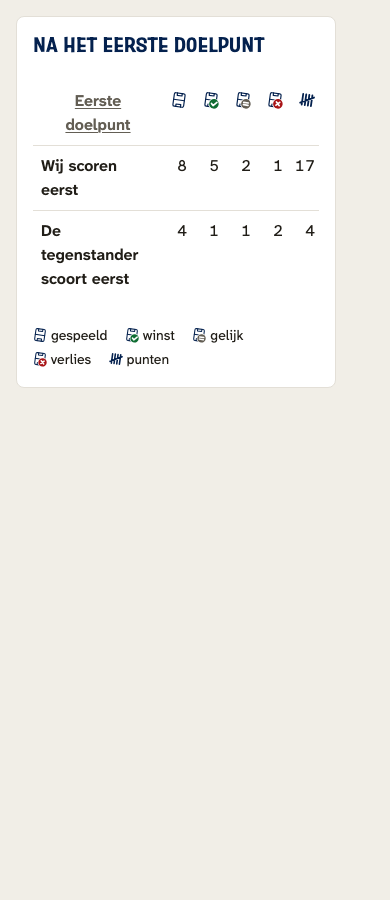 NA HET EERSTE DOELPUNT
Eerste
doelpunt
Wij scoren
eerst
8 5 2 1 17
De
tegenstander
scoort eerst
4 1 1 2 4
gespeeld winst gelijk
verlies punten